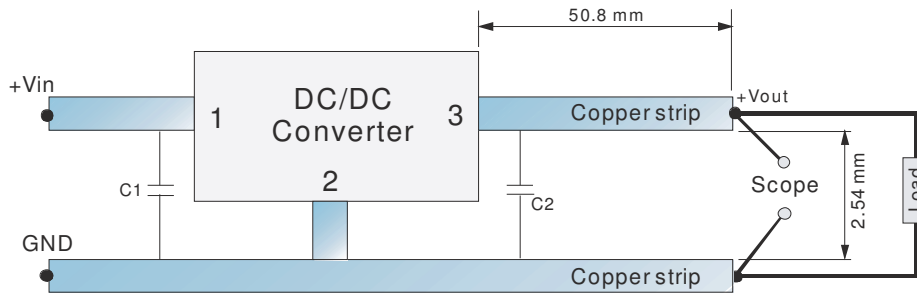 50.8 mm
+Vin
DC/DC
Converter
1
2
3
Copper strip
+Vout
C1
C2
Scope
2.54 mm
Load
GND
Copper strip